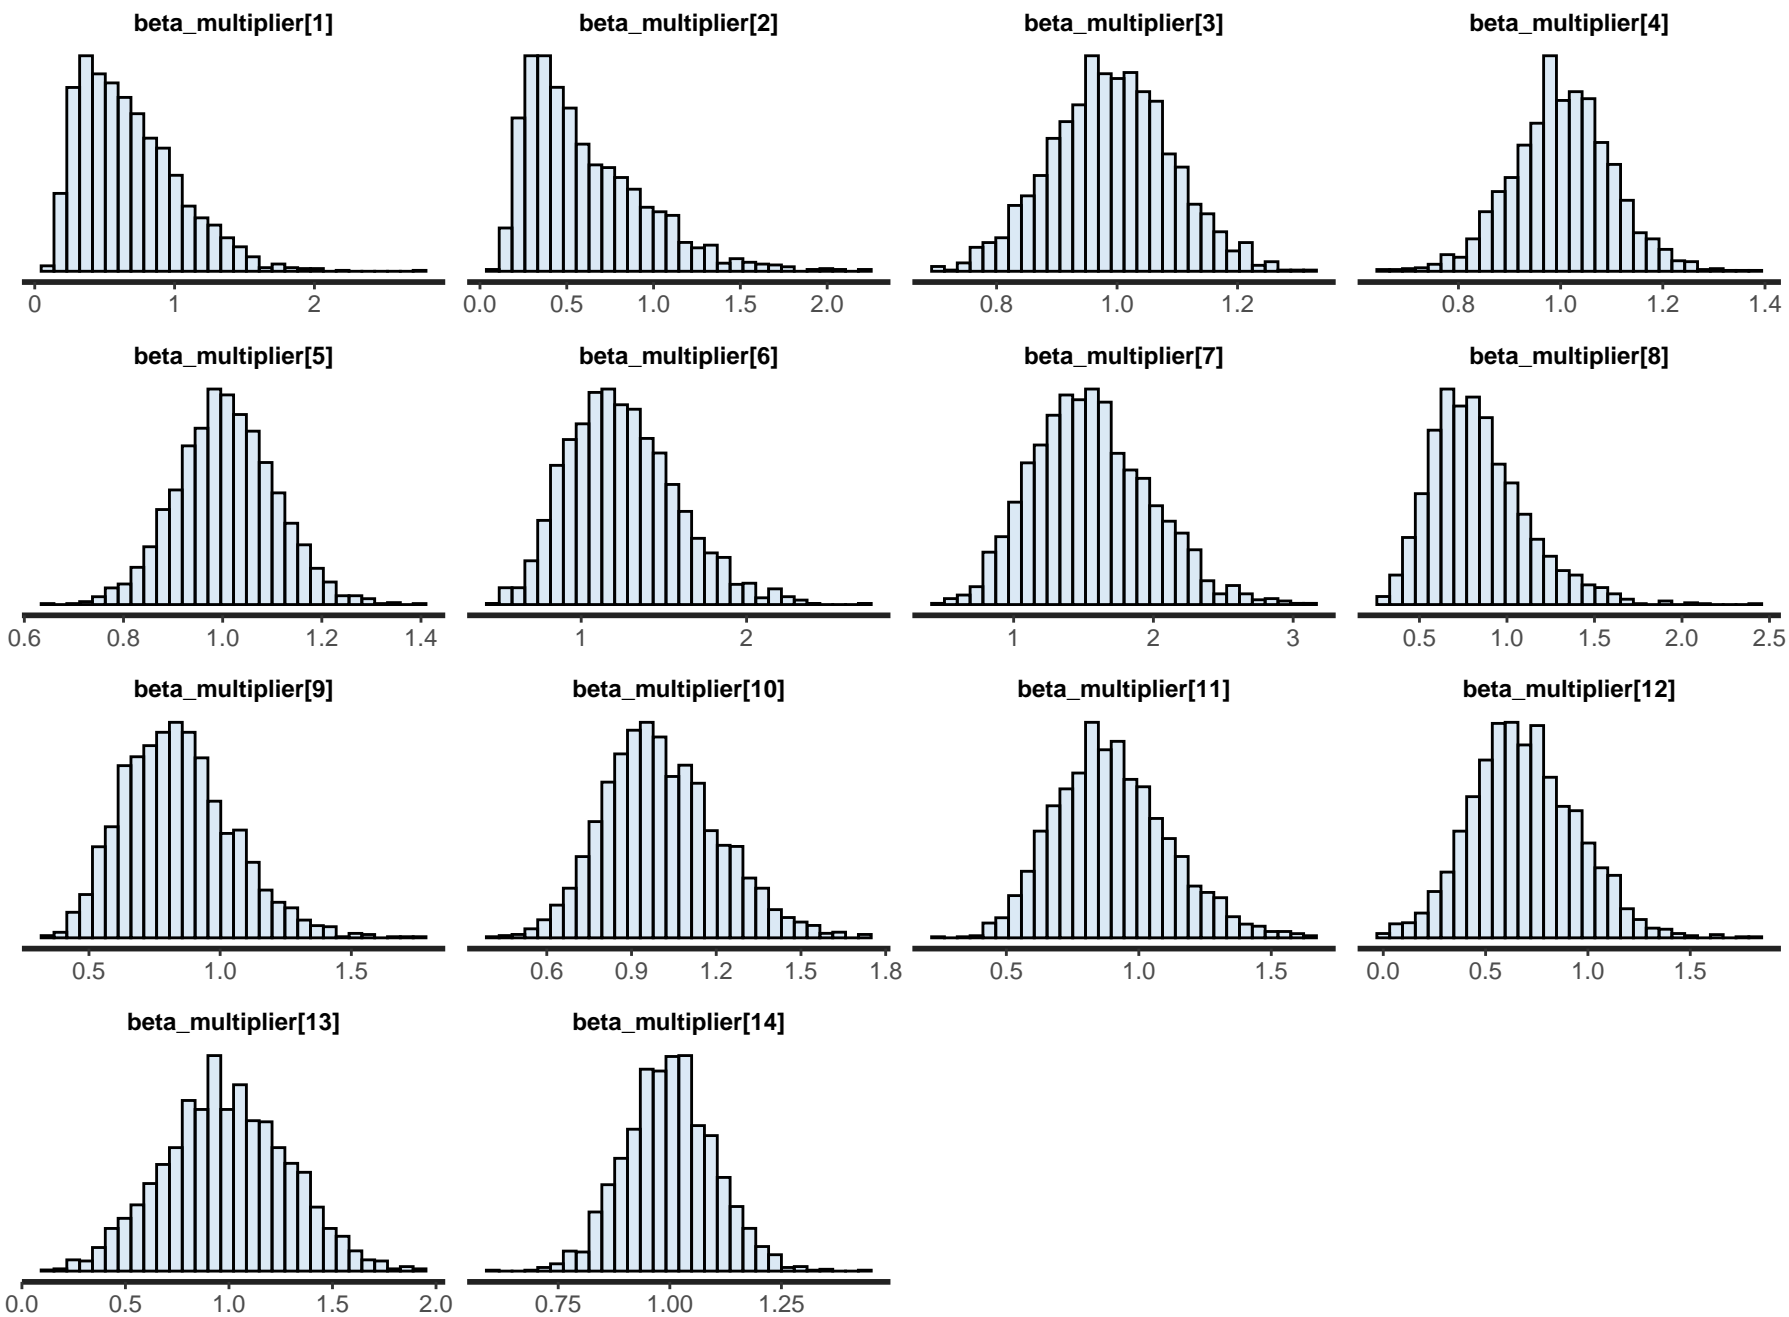 beta_multiplier[1] beta_multiplier[2] beta_multiplier[3] beta_multiplier[4]
0 1 2 0.0 0.5 1.0 1.5 2.0 0.8 1.0 1.2 0.8 1.0 1.2 1.4
beta_multiplier[5] beta_multiplier[6] beta_multiplier[7] beta_multiplier[8]
0.6 0.8 1.0 1.2 1.4 1 2 1 2 3 0.5 1.0 1.5 2.0 2.5
beta_multiplier[9] beta_multiplier[10] beta_multiplier[11] beta_multiplier[12]
0.5 1.0 1.5 0.6 0.9 1.2 1.5 1.8 0.5 1.0 1.5 0.0 0.5 1.0 1.5
beta_multiplier[13] beta_multiplier[14]
0.0 0.5 1.0 1.5 2.0 0.75 1.00 1.25